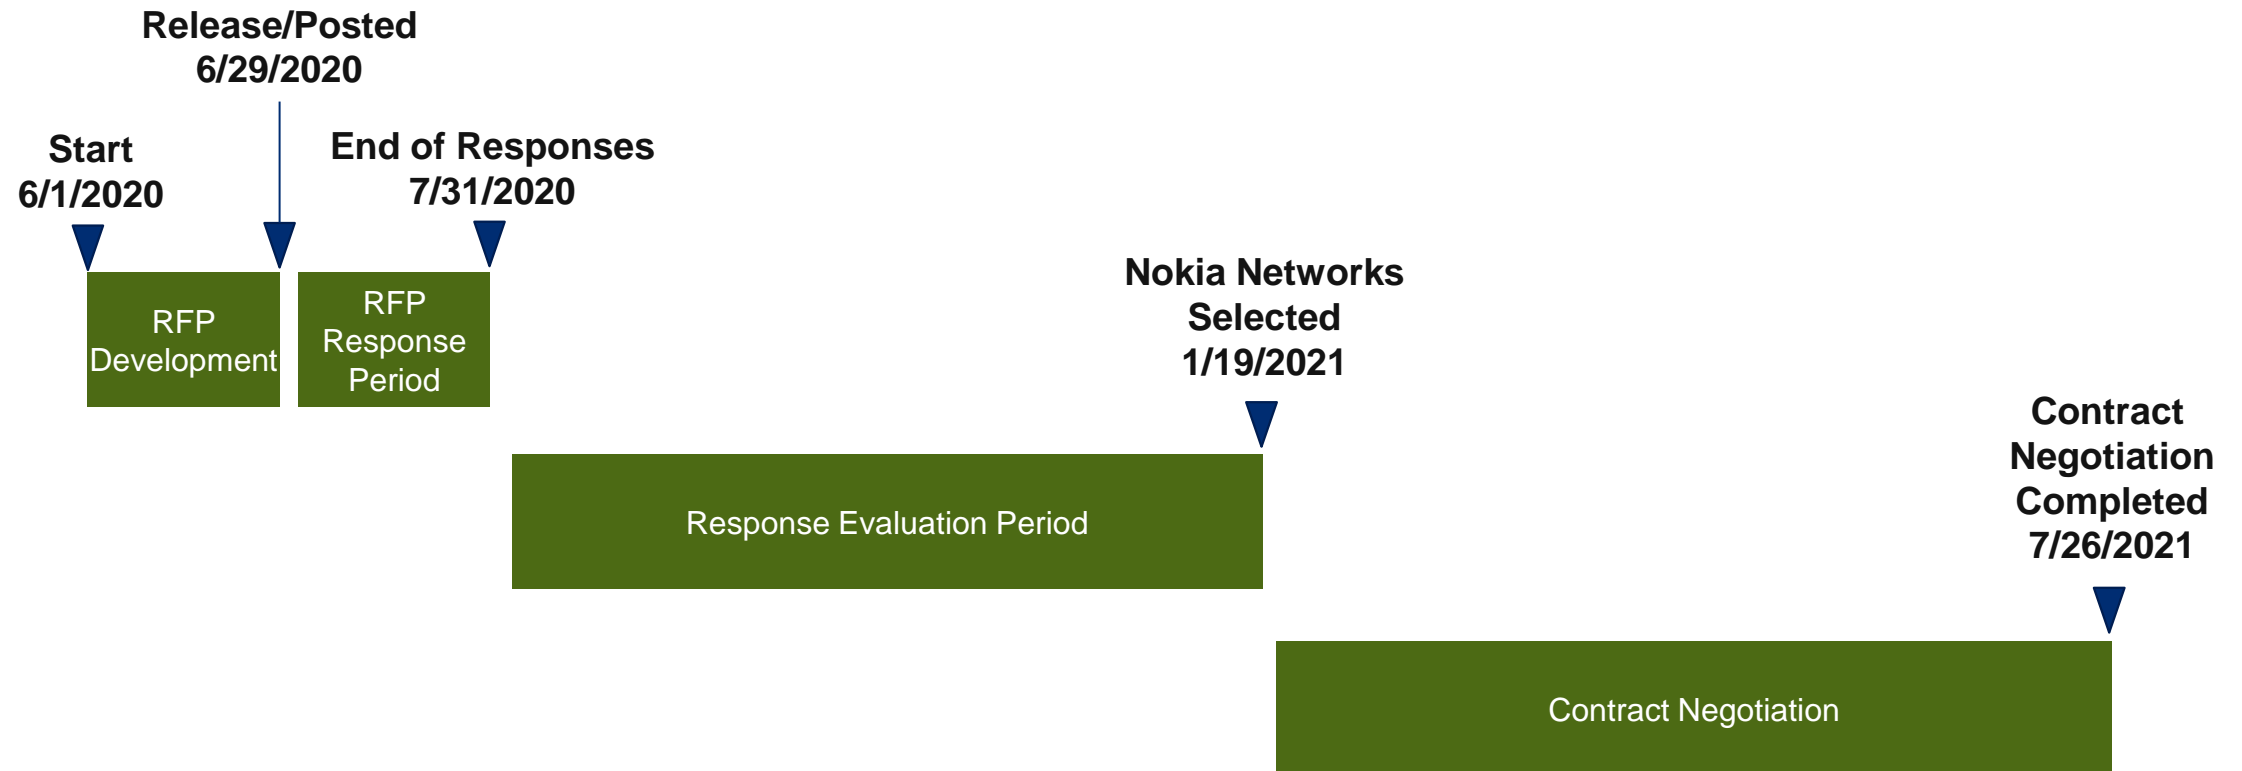 Release/Posted
6/29/2020
Start
6/1/2020
End of Responses
7/31/2020
RFP
Development
RFP
Response
Period
Nokia Networks
Selected
1/19/2021
Response Evaluation Period
Contract
Negotiation
Completed
7/26/2021
Contract Negotiation